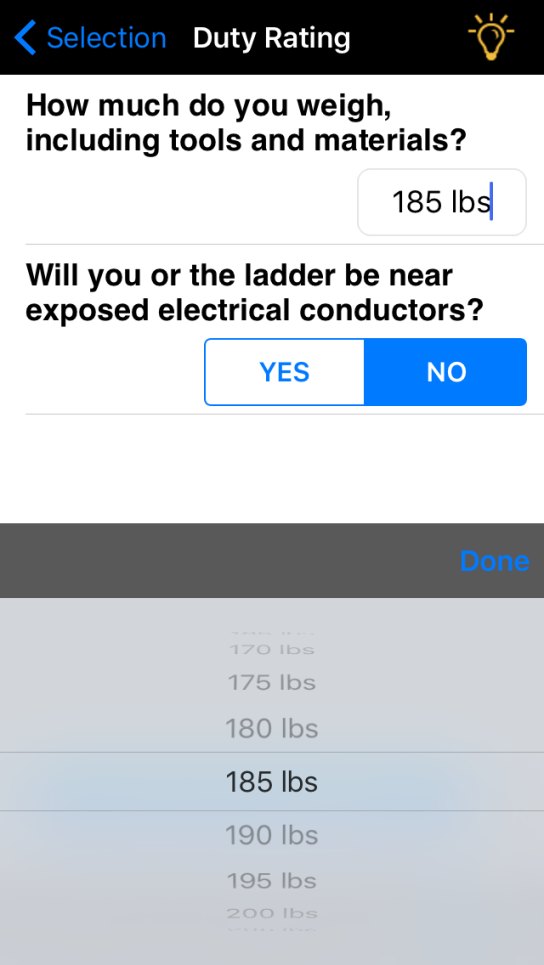 Selection Duty Rating
How much do you weigh,
including tools and materials?
185 lbs
Will you or the ladder be near
exposed electrical conductors?
YES NO
Done
170 lbs
175 lbs
180 lbs
185 lbs
190 lbs
195 lbs
200 lbs